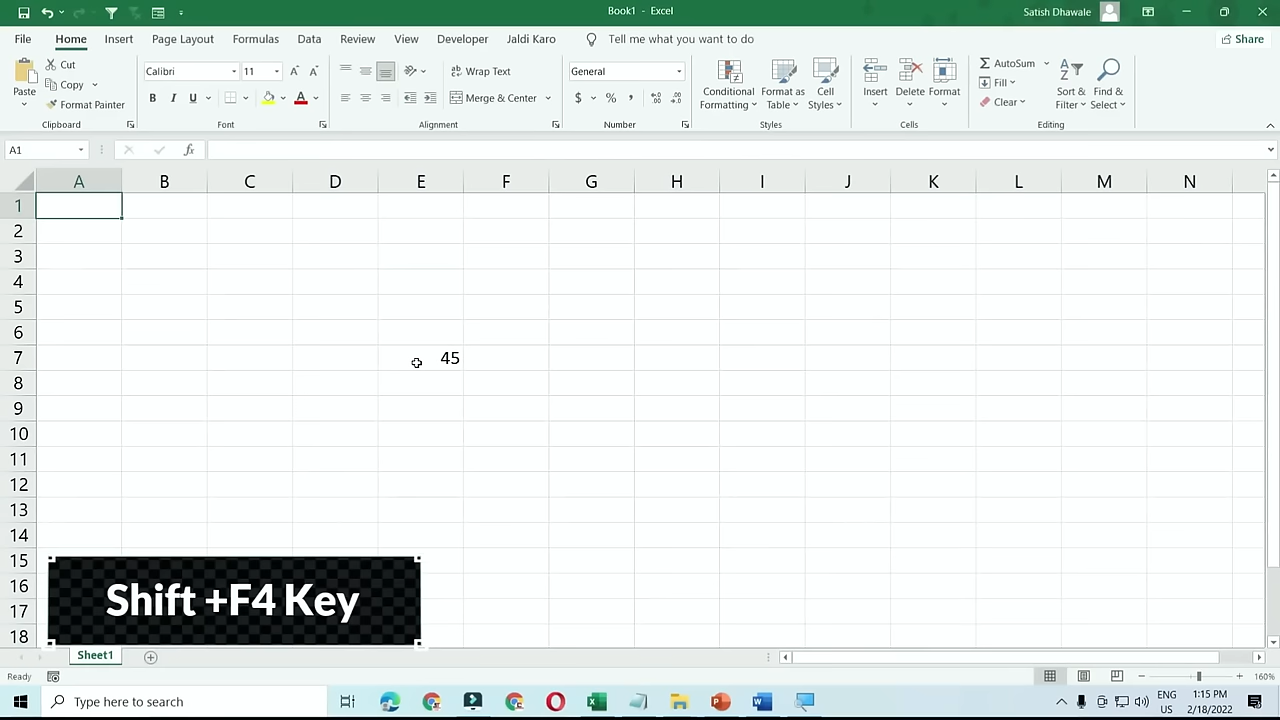 Book1 - Excel
Satish Dhawale
File Home Insert Page Layout Formulas Data Review View Developer Jaldi Karo Tell me what you want to do Share
Paste
Cut
Copy
Format Painter
Clipboard
Calibri 11
B I U A
Font
Wrap Text
Merge & Center
Alignment
General
$ % ,
Number
Conditional Formatting
Format as Table
Cell Styles
Styles
Insert
Delete
Format
Cells
AutoSum
Fill
Clear
Sort & Filter
Find & Select
Editing
A1 fx
A B C D E F G H I J K L M N
1
2
3
4
5
6
7 45
8
9
10
11
12
13
14
15
16
17
18
Shift +F4 Key
Sheet1
Ready 160%
Type here to search
ENG
US
1:15 PM
2/18/2022